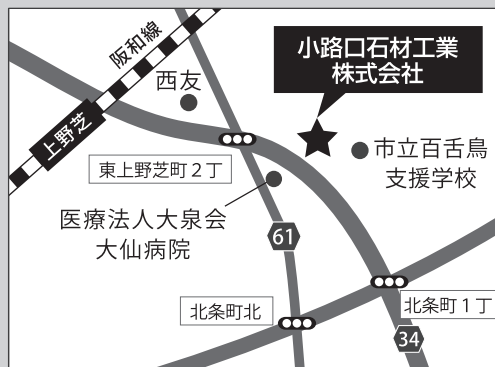 阪和線
小路口石材工業
株式会社
西友
上野芝
市立百舌鳥
支援学校
東上野芝町2丁
医療法人大泉会
大仙病院
61
北条町北
北条町1丁
34